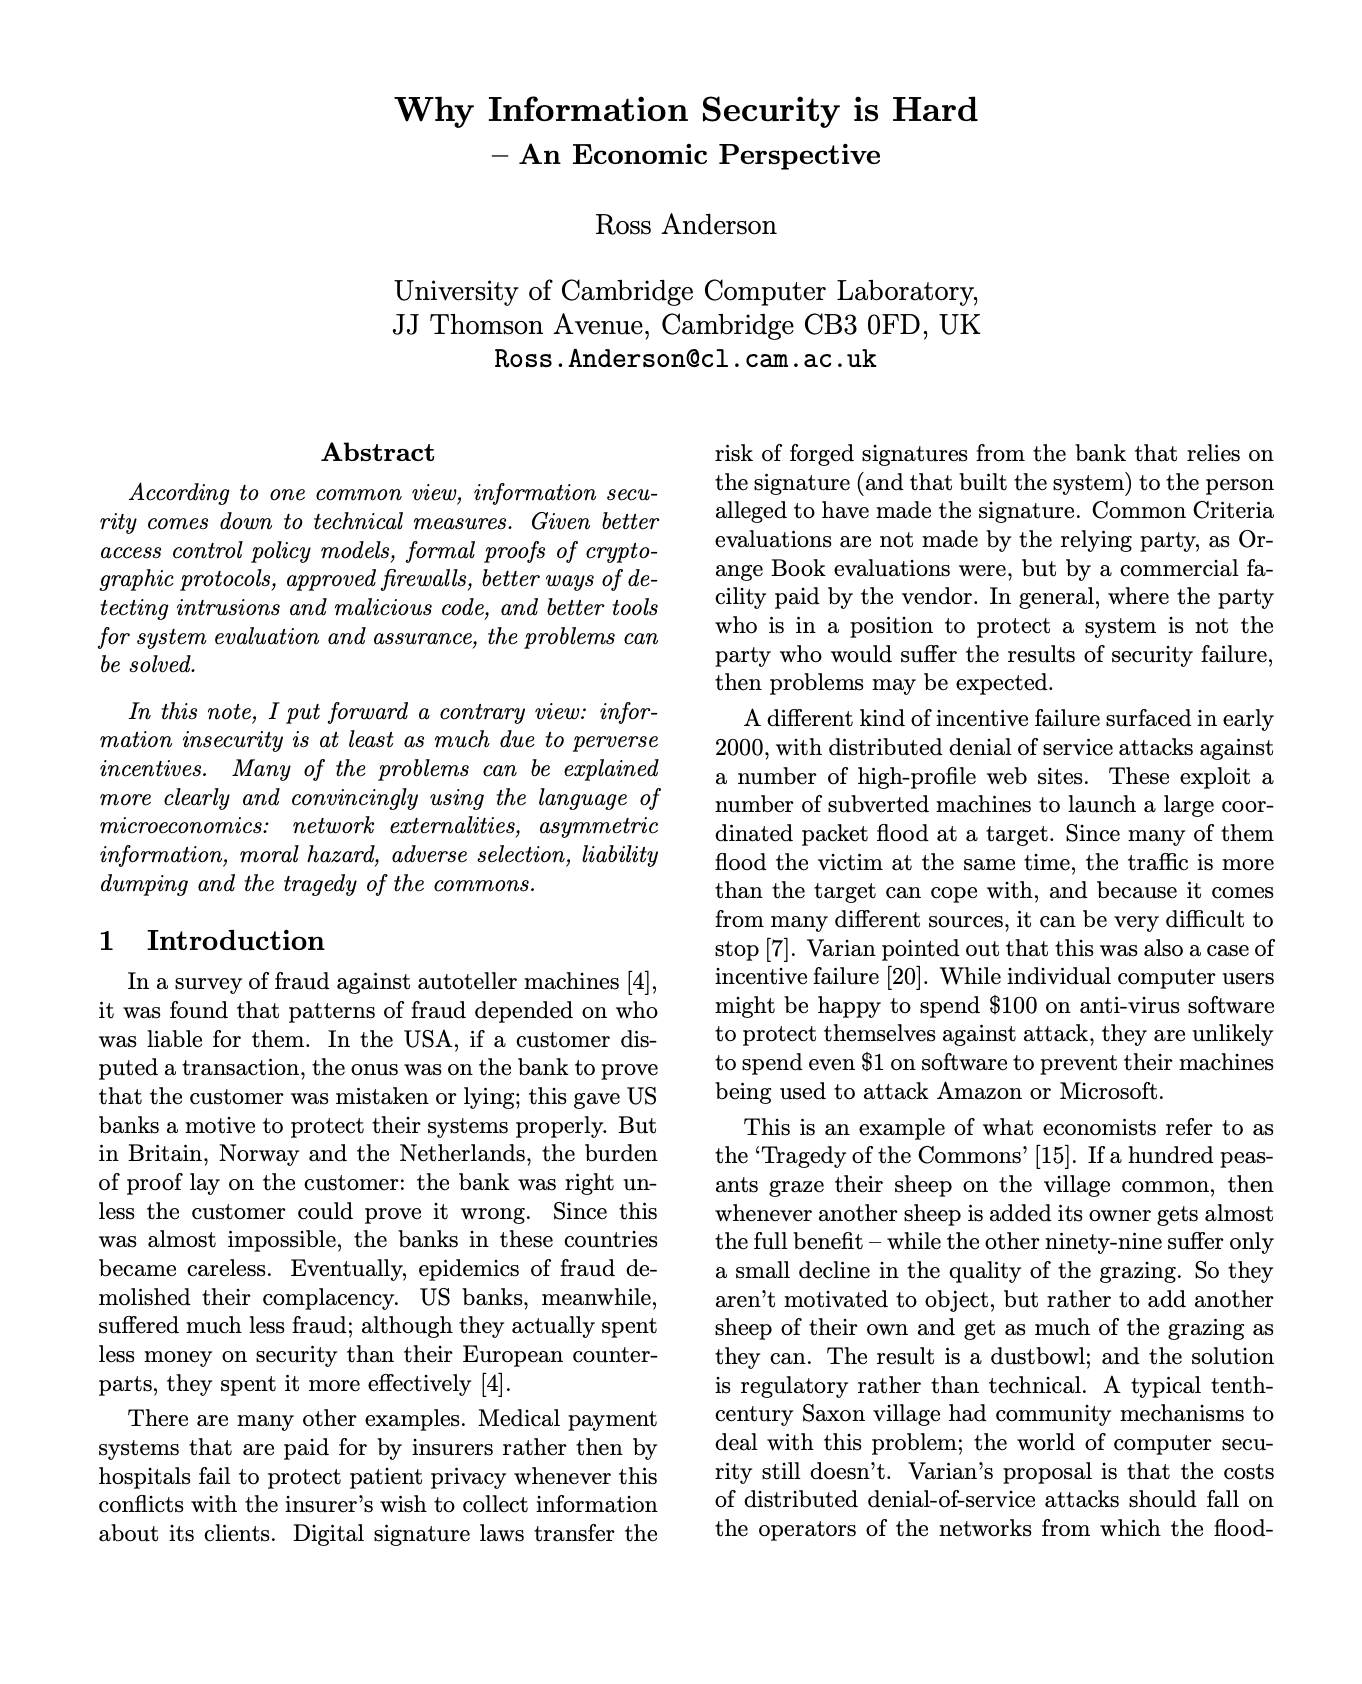 Why Information Security is Hard
– An Economic Perspective
Ross Anderson
University of Cambridge Computer Laboratory,
JJ Thomson Avenue, Cambridge CB3 0FD, UK
Ross.Anderson@cl.cam.ac.uk
Abstract
According to one common view, information secu-
rity comes down to technical measures. Given better
access control policy models, formal proofs of crypto-
graphic protocols, approved firewalls, better ways of de-
tecting intrusions and malicious code, and better tools
for system evaluation and assurance, the problems can
be solved.
In this note, I put forward a contrary view: infor-
mation insecurity is at least as much due to perverse
incentives. Many of the problems can be explained
more clearly and convincingly using the language of
microeconomics: network externalities, asymmetric
information, moral hazard, adverse selection, liability
dumping and the tragedy of the commons.
1 Introduction
In a survey of fraud against autoteller machines [4],
it was found that patterns of fraud depended on who
was liable for them. In the USA, if a customer dis-
puted a transaction, the onus was on the bank to prove
that the customer was mistaken or lying; this gave US
banks a motive to protect their systems properly. But
in Britain, Norway and the Netherlands, the burden
of proof lay on the customer: the bank was right un-
less the customer could prove it wrong. Since this
was almost impossible, the banks in these countries
became careless. Eventually, epidemics of fraud de-
molished their complacency. US banks, meanwhile,
suffered much less fraud; although they actually spent
less money on security than their European counter-
parts, they spent it more effectively [4].
There are many other examples. Medical payment
systems that are paid for by insurers rather then by
hospitals fail to protect patient privacy whenever this
conflicts with the insurer's wish to collect information
about its clients. Digital signature laws transfer the
risk of forged signatures from the bank that relies on
the signature (and that built the system) to the person
alleged to have made the signature. Common Criteria
evaluations are not made by the relying party, as Or-
ange Book evaluations were, but by a commercial fa-
cility paid by the vendor. In general, where the party
who is in a position to protect a system is not the
party who would suffer the results of security failure,
then problems may be expected.
A different kind of incentive failure surfaced in early
2000, with distributed denial of service attacks against
a number of high-profile web sites. These exploit a
number of subverted machines to launch a large coor-
dinated packet flood at a target. Since many of them
flood the victim at the same time, the traffic is more
than the target can cope with, and because it comes
from many different sources, it can be very difficult to
stop [7]. Varian pointed out that this was also a case of
incentive failure [20]. While individual computer users
might be happy to spend $100 on anti-virus software
to protect themselves against attack, they are unlikely
to spend even $1 on software to prevent their machines
being used to attack Amazon or Microsoft.
This is an example of what economists refer to as
the ‘Tragedy of the Commons’ [15]. If a hundred peas-
ants graze their sheep on the village common, then
whenever another sheep is added its owner gets almost
the full benefit – while the other ninety-nine suffer only
a small decline in the quality of the grazing. So they
aren't motivated to object, but rather to add another
sheep of their own and get as much of the grazing as
they can. The result is a dustbowl; and the solution
is regulatory rather than technical. A typical tenth-
century Saxon village had community mechanisms to
deal with this problem; the world of computer secu-
rity still doesn't. Varian's proposal is that the costs
of distributed denial-of-service attacks should fall on
the operators of the networks from which the flood-